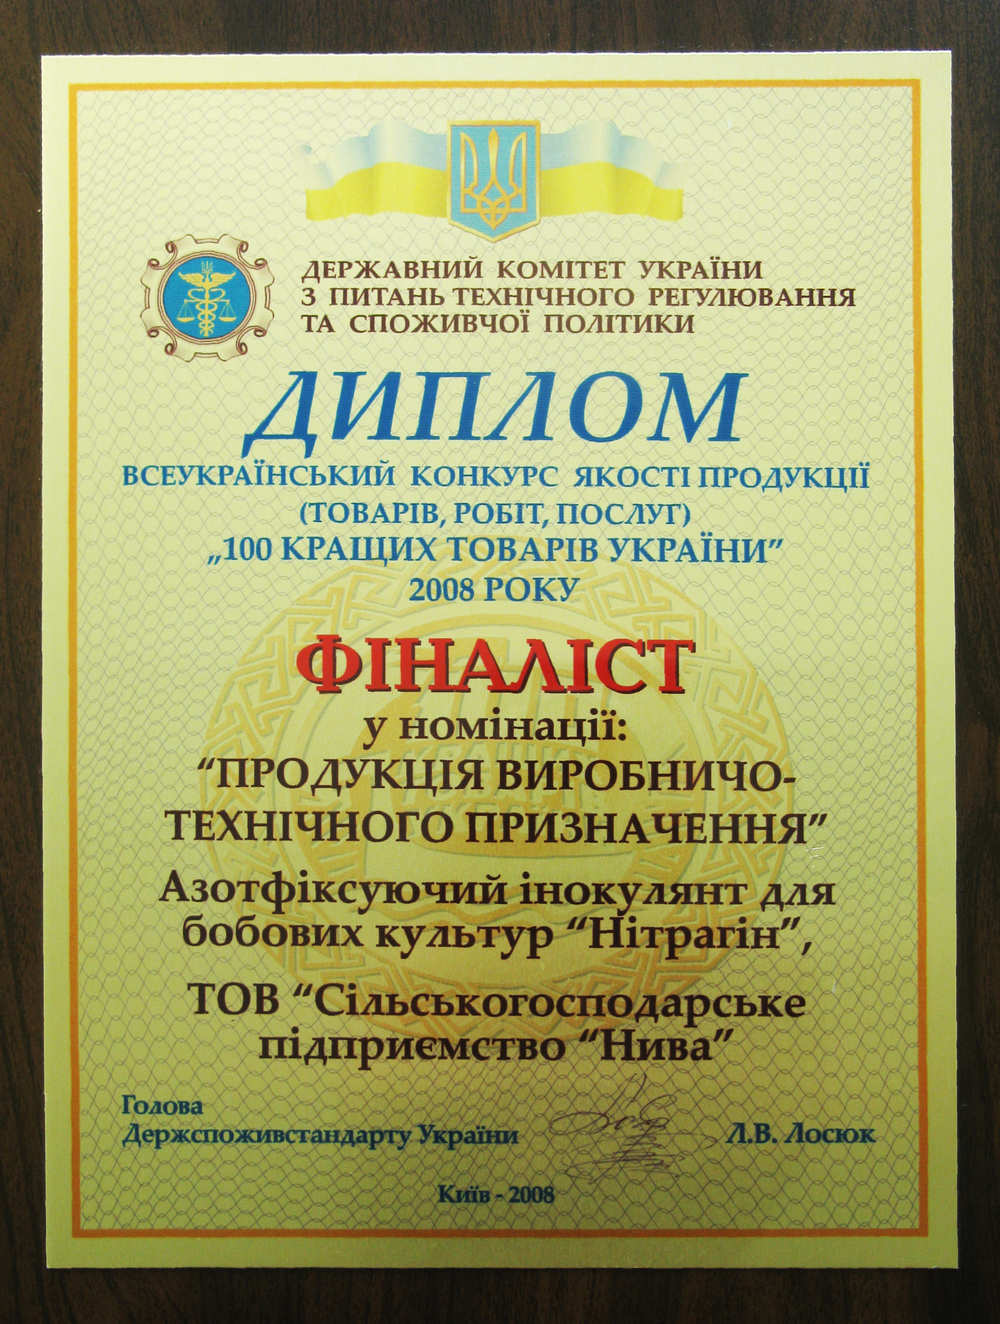 ДЕРЖАВНИЙ КОМІТЕТ УКРАЇНИ
З ПИТАНЬ ТЕХНІЧНОГО РЕГУЛЮВАННЯ
ТА СПОЖИВЧОЇ ПОЛІТИКИ
ДИПЛОМ
ВСЕУКРАЇНСЬКИЙ КОНКУРС ЯКОСТІ ПРОДУКЦІЇ
(ТОВАРІВ, РОБІТ, ПОСЛУГ)
„100 КРАЩИХ ТОВАРІВ УКРАЇНИ”
2008 РОКУ
ФІНАЛІСТ
у номінації:
“ПРОДУКЦІЯ ВИРОБНИЧО-
ТЕХНІЧНОГО ПРИЗНАЧЕННЯ”
Азотфіксуючий інокулянт для
бобових культур “Нітрагін”,
ТОВ “Сільськогосподарське
підприємство “Нива”
Голова
Держспоживстандарту України Л.В. Лосюк
Київ - 2008